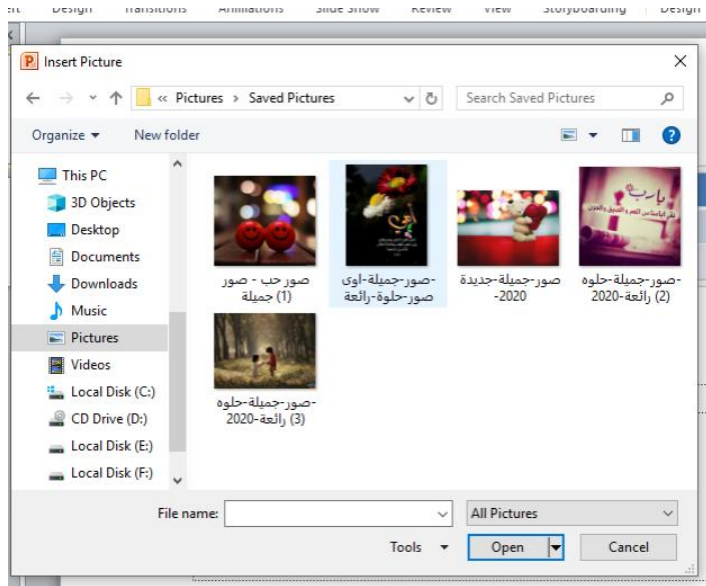 Design Transitions Animations Slide Show Review View Storyboarding Design
Insert Picture
« Pictures > Saved Pictures
Search Saved Pictures
Organize
New folder
This PC
3D Objects
Desktop
Documents
Downloads
Music
Pictures
Videos
Local Disk (C:)
CD Drive (D:)
Local Disk (E:)
Local Disk (F:)
يارب
صور حب - صور
جميلة (1)
صور-جميلة-اوى-
صور-حلوة-رائعة
صور-جميلة-جديدة
-2020
صور-جميلة-حلوه-
رائعة-2020 (2)
صور-جميلة-حلوه-
رائعة-2020 (3)
File name:
All Pictures
Tools
Open
Cancel